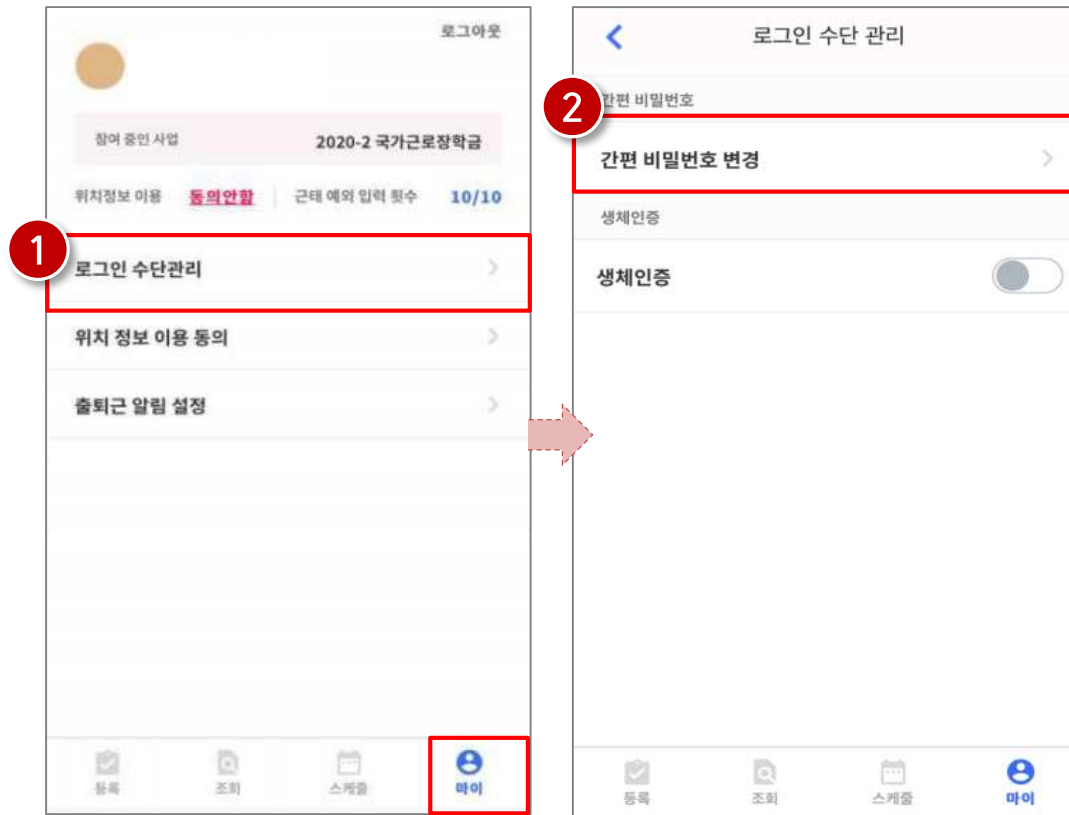 로그아웃
참여 중인 사업 2020-2 국가근로장학금
위치정보 이용 동의안함 근태 예외 입력 횟수 10/10
1
로그인 수단관리
위치 정보 이용 동의
출퇴근 알림 설정
등록 조회 스케줄 마이
로그인 수단 관리
2
간편 비밀번호
간편 비밀번호 변경
생체인증
생체인증
등록 조회 스케줄 마이